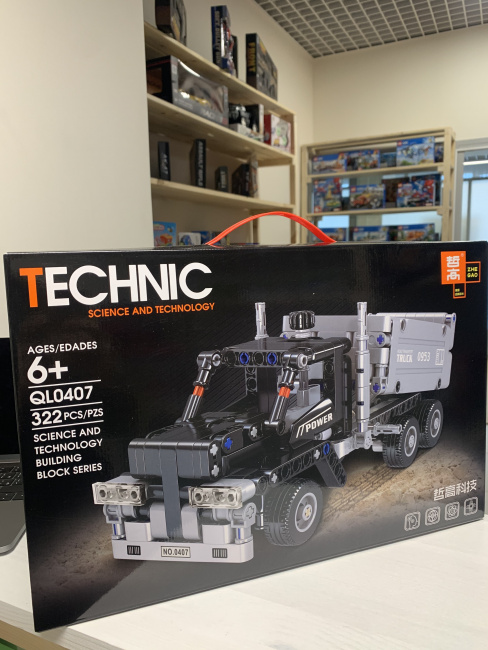 TECHNIC
SCIENCE AND TECHNOLOGY
哲高
ZHE
GAO
AGES/EDADES
6+
QL0407
322 PCS/PZS
SCIENCE AND
TECHNOLOGY
BUILDING
BLOCK SERIES
TRUCK 0953
POWER
NO.0407
哲高科技